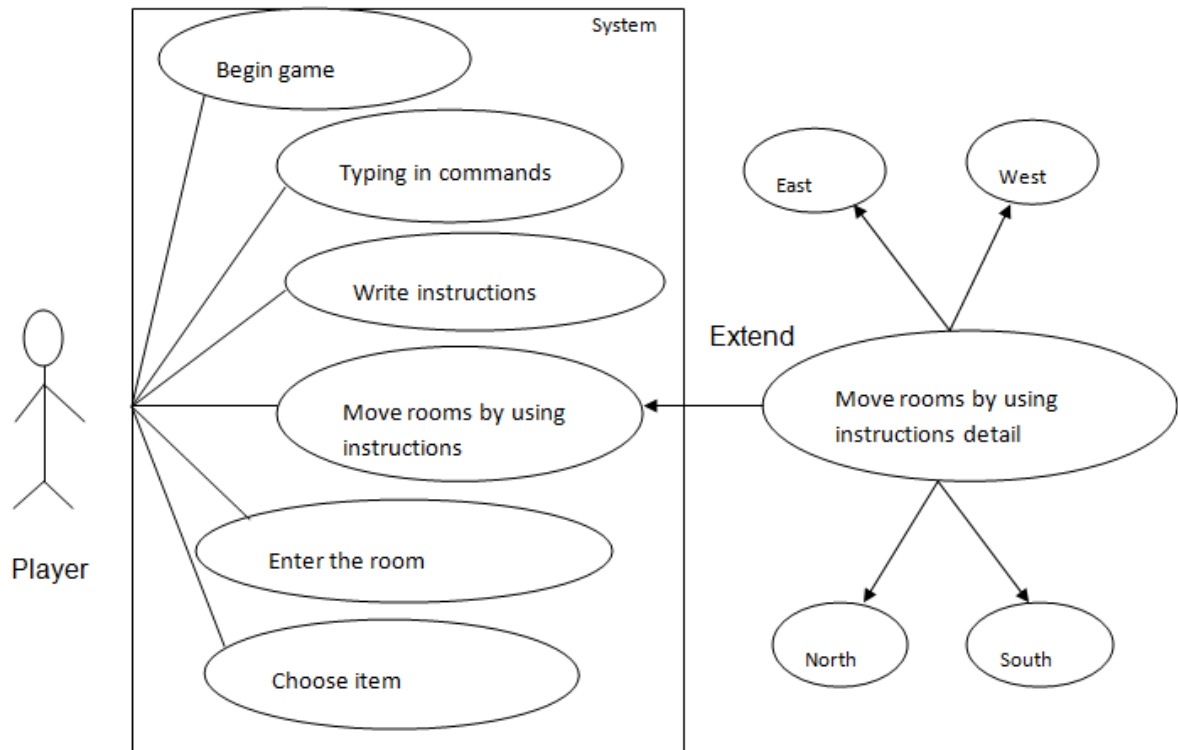 System
Begin game
Typing in commands
East
West
Write instructions
Extend
Move rooms by using
instructions
Move rooms by using
instructions detail
Player
Enter the room
North
South
Choose item